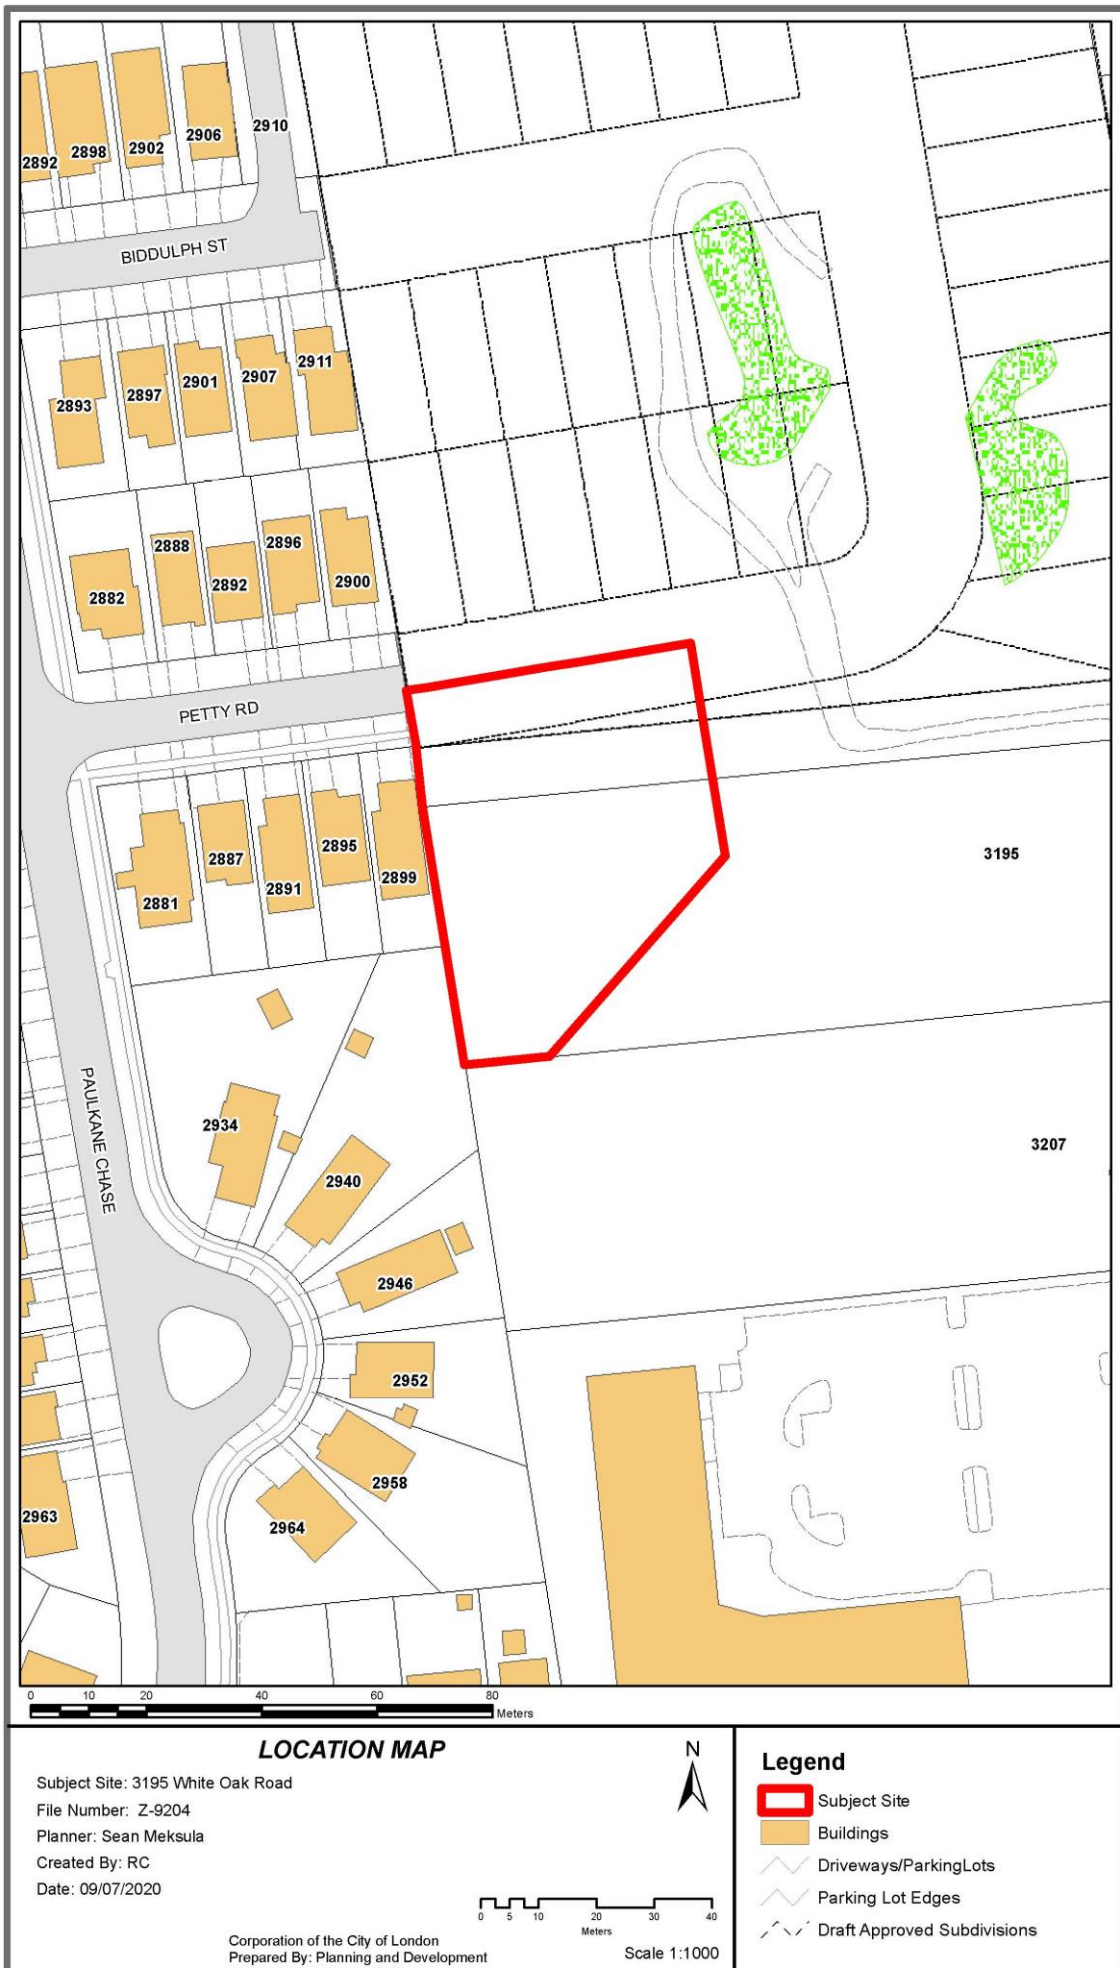 2910
2906
2902
2898
2892
BIDDULPH ST
2911
2907
2901
2897
2893
2896
2888
2892
2900
2882
PETTY RD
2895
2887
2899
2891
2881
3195
PAULKANE CHASE
2934
3207
2940
2946
2952
2958
2963
2964
0 10 20 40 60 80
Meters
LOCATION MAP
Subject Site: 3195 White Oak Road
File Number: Z-9204
Planner: Sean Meksula
Created By: RC
Date: 09/07/2020
Corporation of the City of London
Prepared By: Planning and Development
N
0 5 10 20 30 40
Meters
Scale 1:1000
Legend
Subject Site
Buildings
Driveways/ParkingLots
Parking Lot Edges
Draft Approved Subdivisions